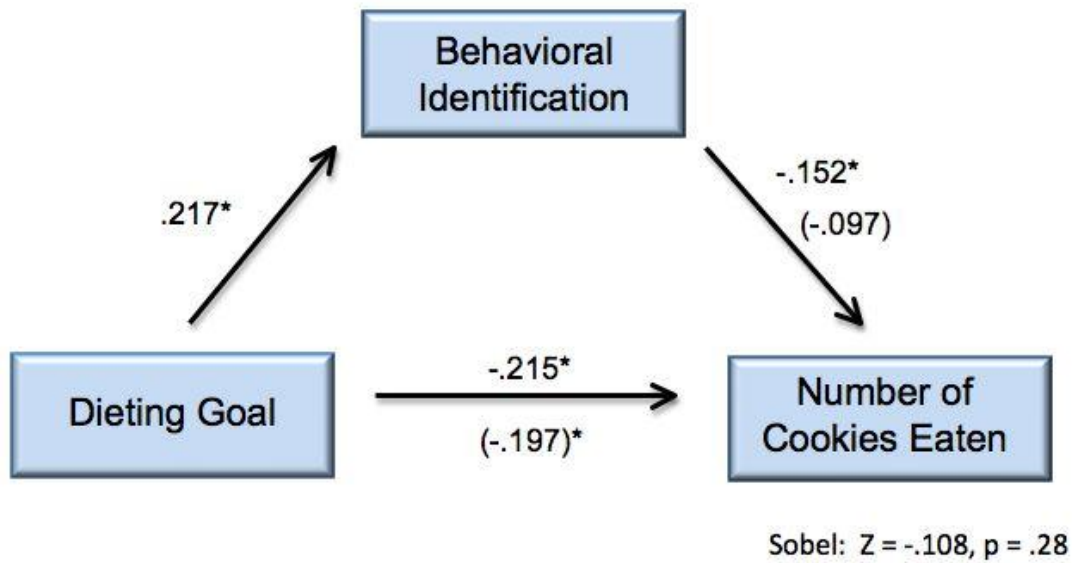 Behavioral
Identification
.217*
-.152*
(-.097)
Dieting Goal
-.215*
(-.197)*
Number of
Cookies Eaten
Sobel: Z = -.108, p = .28